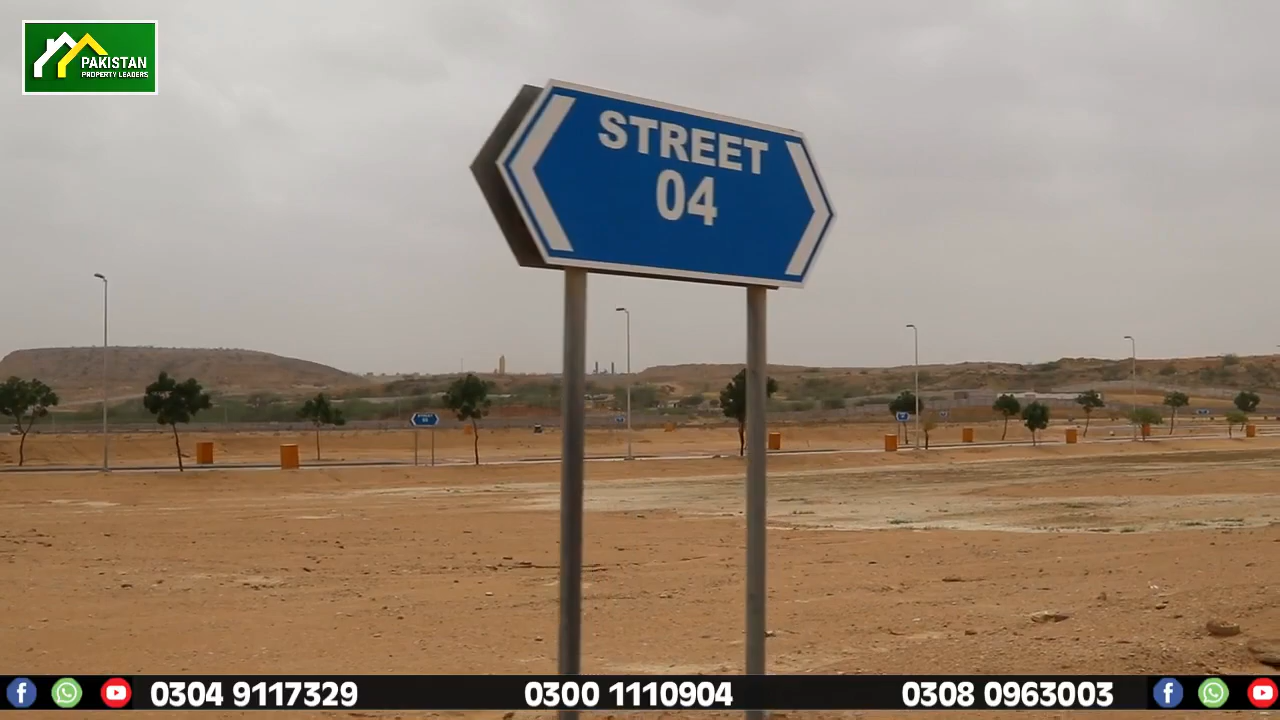 PAKISTAN
PROPERTY LEADERS
STREET
04
0304 9117329
0300 1110904
0308 0963003